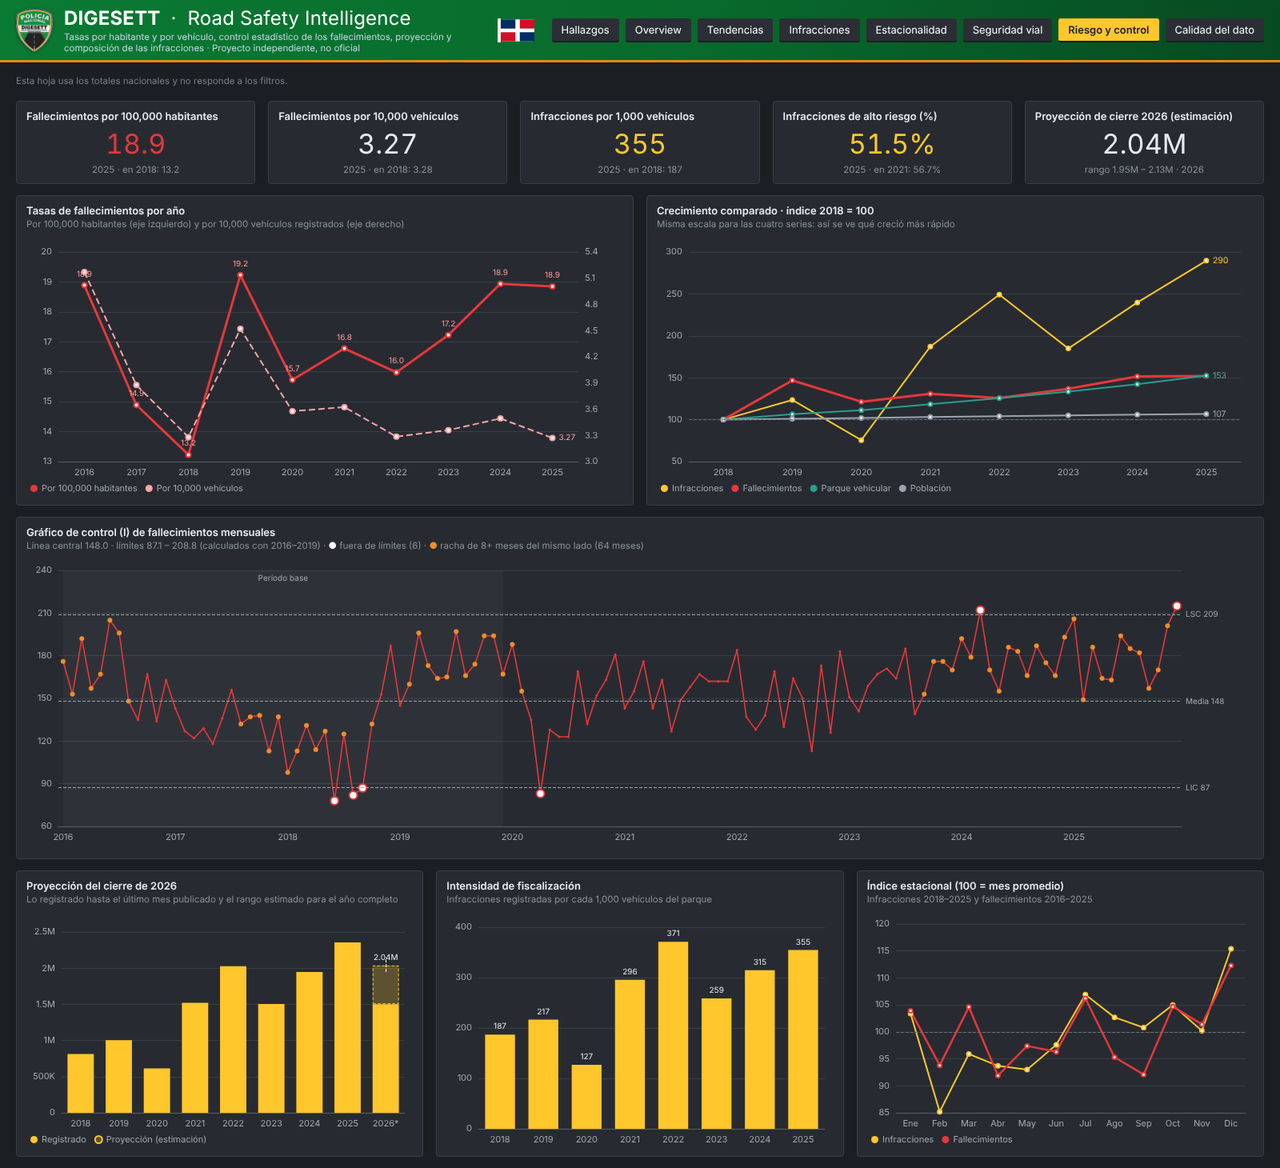 POLICIA
NACIONAL
DIGESETT
DIGESETT · Road Safety Intelligence
Tasas por habitante y por vehículo, control estadístico de los fallecimientos, proyección y
composición de las infracciones · Proyecto independiente, no oficial
Hallazgos
Overview
Tendencias
Infracciones
Estacionalidad
Seguridad vial
Riesgo y control
Calidad del dato
Esta hoja usa los totales nacionales y no responde a los filtros.
Fallecimientos por 100,000 habitantes
18.9
2025 · en 2018: 13.2
Fallecimientos por 10,000 vehículos
3.27
2025 · en 2018: 3.28
Infracciones por 1,000 vehículos
355
2025 · en 2018: 187
Infracciones de alto riesgo (%)
51.5%
2025 · en 2021: 56.7%
Proyección de cierre 2026 (estimación)
2.04M
rango 1.95M – 2.13M · 2026
Tasas de fallecimientos por año
Por 100,000 habitantes (eje izquierdo) y por 10,000 vehículos registrados (eje derecho)
20
19
18
17
16
15
14
13
5.4
5.1
4.8
4.5
4.2
3.9
3.6
3.3
3.0
18.9
14.9
13.2
19.2
15.7
16.8
16.0
17.2
18.9
18.9
3.27
2016 2017 2018 2019 2020 2021 2022 2023 2024 2025
Por 100,000 habitantes Por 10,000 vehículos
Crecimiento comparado · índice 2018 = 100
Misma escala para las cuatro series: así se ve qué creció más rápido
300
250
200
150
100
50
290
153
107
2018 2019 2020 2021 2022 2023 2024 2025
Infracciones Fallecimientos Parque vehicular Población
Gráfico de control (I) de fallecimientos mensuales
Línea central 148.0 · límites 87.1 – 208.8 (calculados con 2016–2019) · fuera de límites (6) · racha de 8+ meses del mismo lado (64 meses)
240
210
180
150
120
90
60
Período base
LSC 209
Media 148
LIC 87
2016 2017 2018 2019 2020 2021 2022 2023 2024 2025
Proyección del cierre de 2026
Lo registrado hasta el último mes publicado y el rango estimado para el año completo
2.5M
2M
1.5M
1M
500K
0
2.04M
2018 2019 2020 2021 2022 2023 2024 2025 2026*
Registrado Proyección (estimación)
Intensidad de fiscalización
Infracciones registradas por cada 1,000 vehículos del parque
400
300
200
100
0
187
217
127
296
371
259
315
355
2018 2019 2020 2021 2022 2023 2024 2025
Índice estacional (100 = mes promedio)
Infracciones 2018–2025 y fallecimientos 2016–2025
120
115
110
105
100
95
90
85
Ene Feb Mar Abr May Jun Jul Ago Sep Oct Nov Dic
Infracciones Fallecimientos